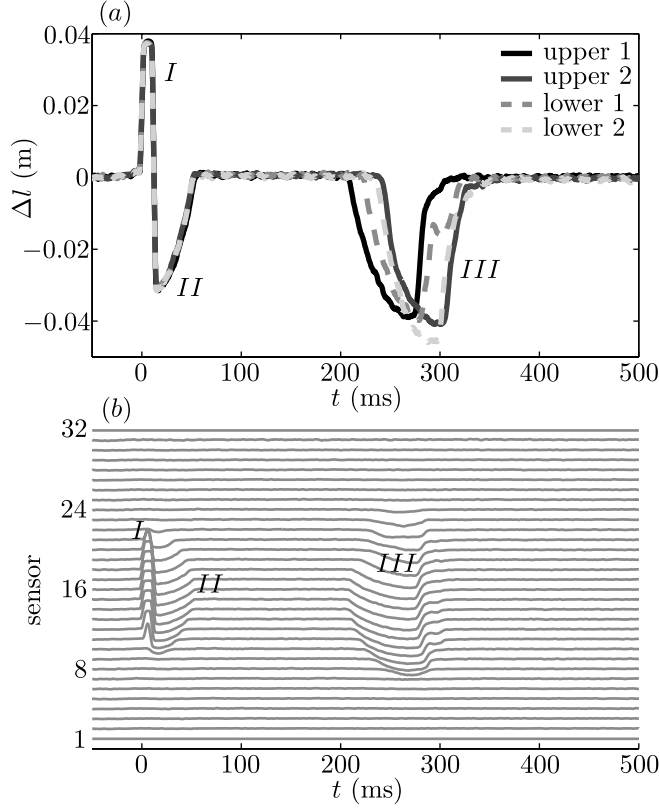 (a)
0.04
0.02
0
−0.02
−0.04
Δl (m)
I
II
III
upper 1
upper 2
lower 1
lower 2
0 100 200 300 400 500
t (ms)
(b)
32
24
16
8
1
sensor
I
II
III
0 100 200 300 400 500
t (ms)